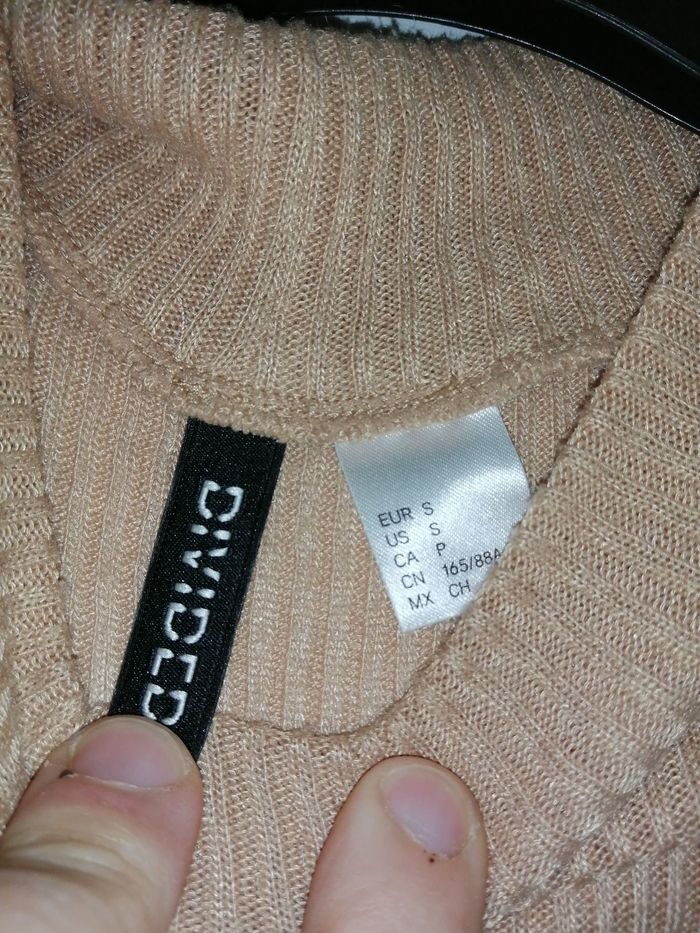 DIVIDED
EUR S
US S
CA P
CN 165/88A
MX CH